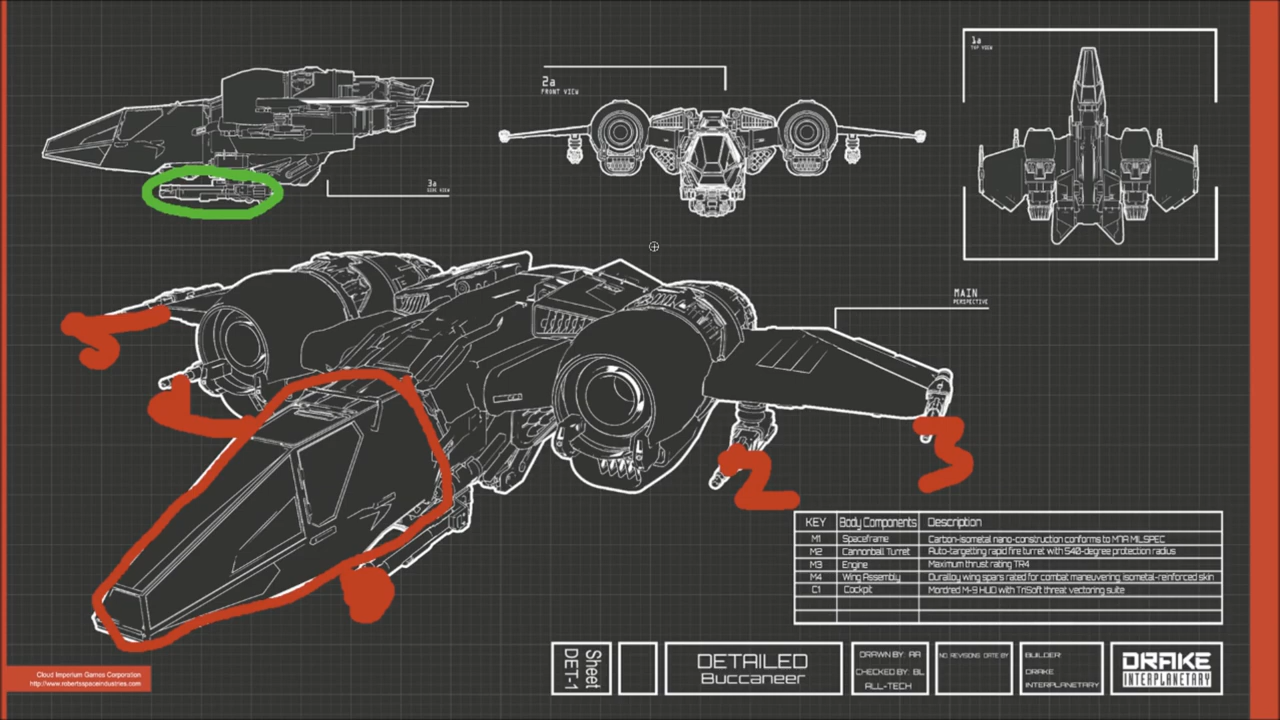 1a
TOP VIEW
2a
FRONT VIEW
3a
SIDE VIEW
MAIN
PERSPECTIVE
5
2
3
KEY Body Components Description
M1 Spaceframe Carbon-isometal nano-construction conforms to M7A MILSPEC
M2 Cannonball Turret Auto-targetting rapid fire turret with 540-degree protection radius
M3 Engine Maximum thrust rating TR4
M4 Wing Assembly Duralloy wing spars rated for combat maneuvering, isometal-reinforced skin
C1 Cockpit Mordred M-9 HUD with TriSoft threat vectoring suite
Sheet
DET-1
DETAILED
Buccaneer
DRAWN BY: AA
CHECKED BY: BL
ALL-TECH
NO REVISIONS DATE BY
BUILDER:
DRAKE
INTERPLANETARY
DRAKE
INTERPLANETARY
Cloud Imperium Games Corporation
http://www.robertsspaceindustries.com